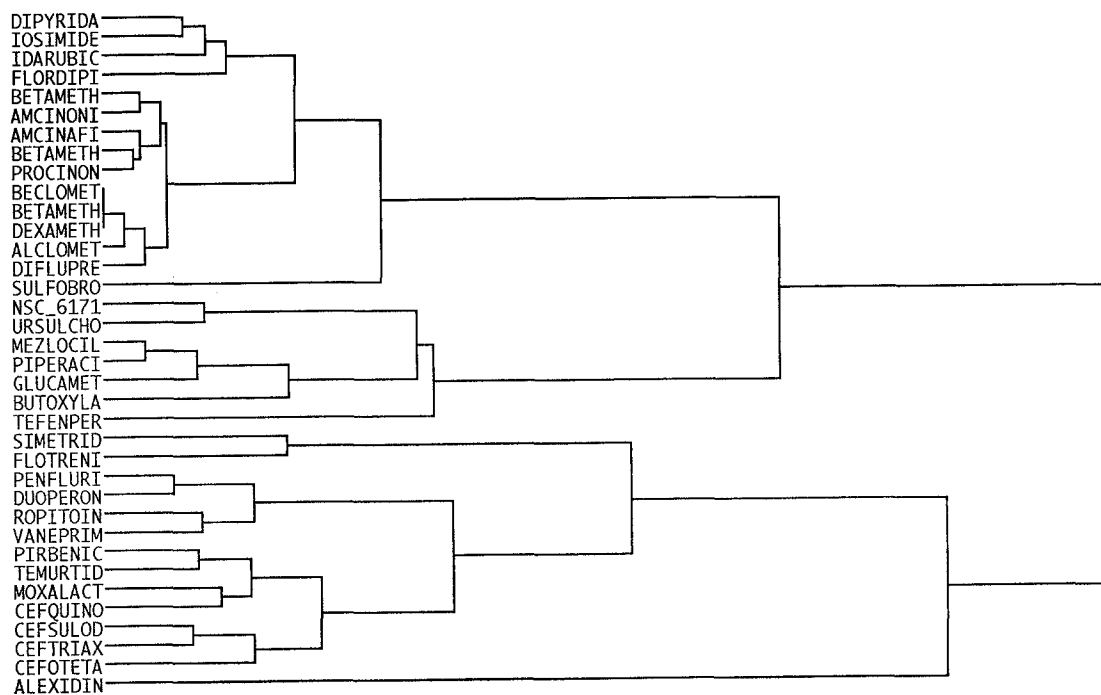 DIPYRIDA
IOSIMIDE
IDARUBIC
FLORDIPI
BETAMETH
AMCINONI
AMCINAFI
BETAMETH
PROCINON
BECLOMET
BETAMETH
DEXAMETH
ALCLOMET
DIFLUPRE
SULFOBRO
NSC_6171
URSULCHO
MEZLOCIL
PIPERACI
GLUCAMET
BUTOXYLA
TEFENPER
SIMETRID
FLOTRENI
PENFLURI
DUOPERON
ROPITOIN
VANEPRIM
PIRBENIC
TEMURTID
MOXALACT
CEFQUINO
CEFSULOD
CEFTRIAX
CEFOTETA
ALEXIDIN